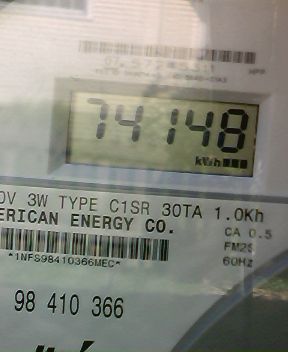 74148
kWh
0V 3W TYPE C1SR 30TA 1.0Kh
ERICAN ENERGY CO.
CA 0.5
FM2S
60Hz
*1NFS98410366MEC*
98 410 366